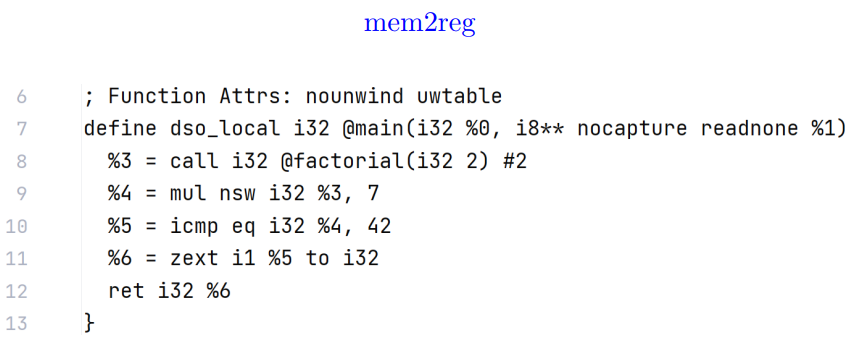 mem2reg
6 ; Function Attrs: nounwind uwtable
7 define dso_local i32 @main(i32 %0, i8** nocapture readnone %1)
8 %3 = call i32 @factorial(i32 2) #2
9 %4 = mul nsw i32 %3, 7
10 %5 = icmp eq i32 %4, 42
11 %6 = zext i1 %5 to i32
12 ret i32 %6
13 }